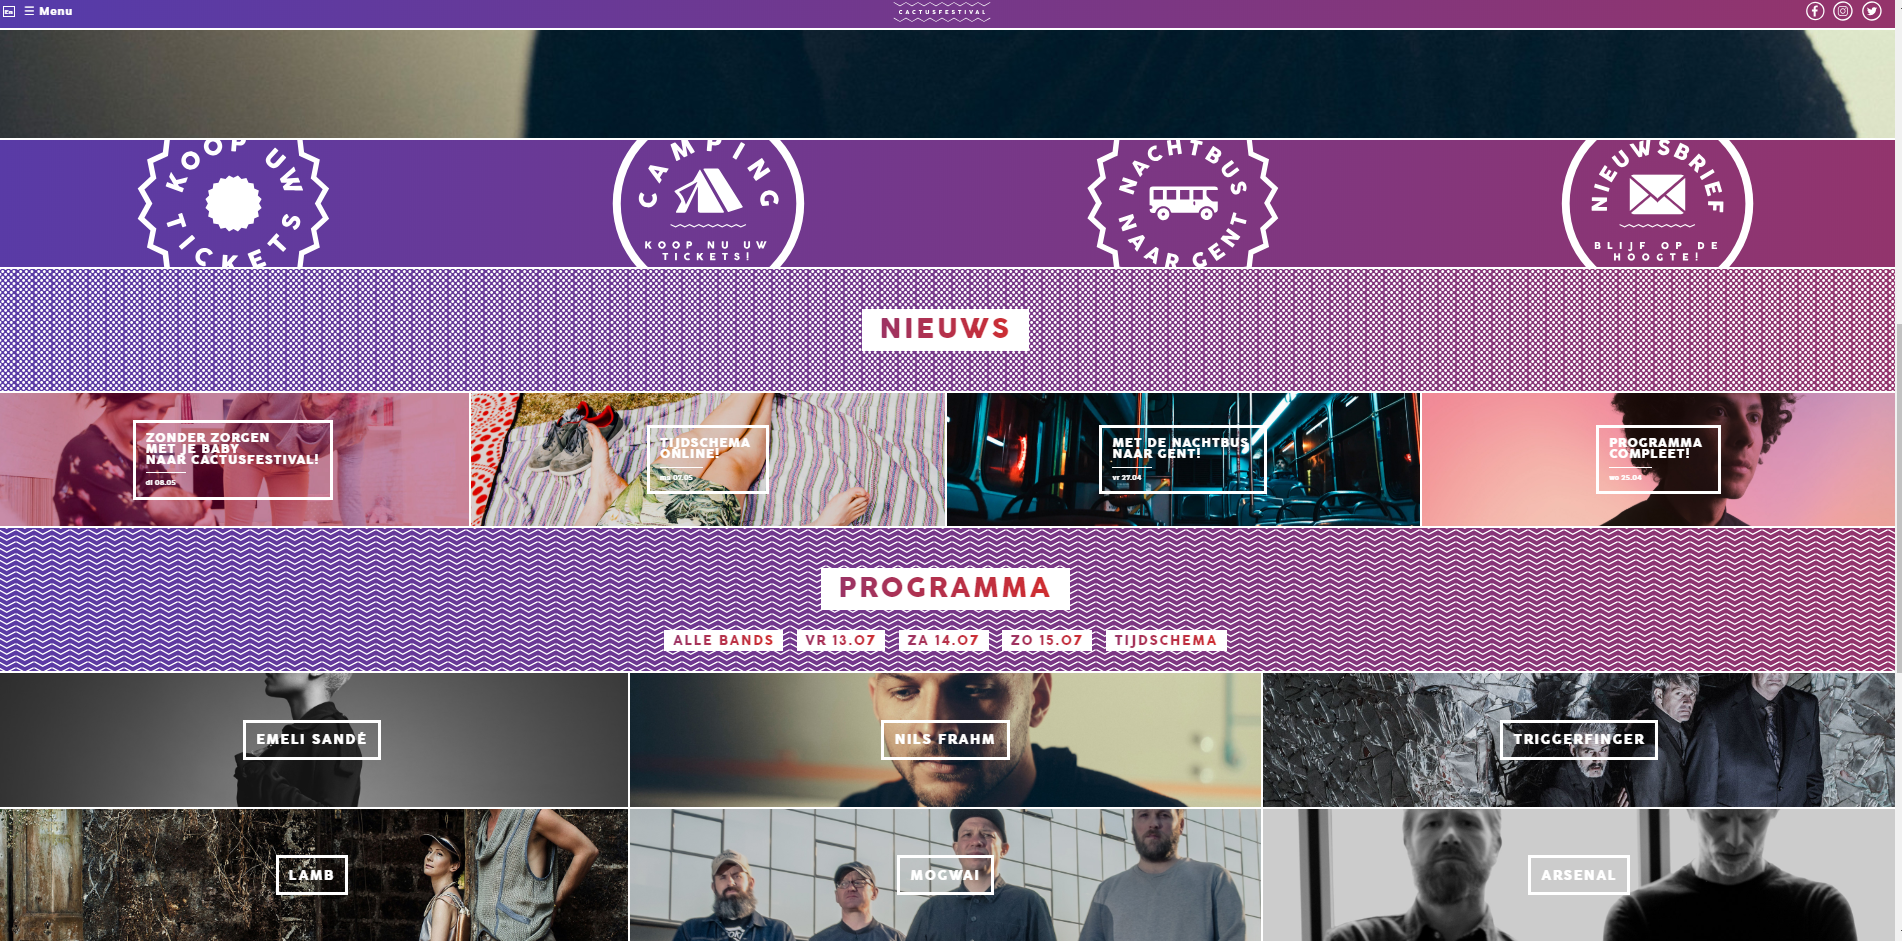 En ☰ Menu
CACTUSFESTIVAL
KOOP UW
TICKETS
CAMPING
KOOP NU UW
TICKETS!
NACHTBUS
NAAR GENT
NIEUWSBRIEF
BLIJF OP DE
HOOGTE!
NIEUWS
ZONDER ZORGEN
MET JE BABY
NAAR CACTUSFESTIVAL!
di 08.05
TIJDSCHEMA
ONLINE!
ma 07.05
MET DE NACHTBUS
NAAR GENT!
vr 27.04
PROGRAMMA
COMPLEET!
wo 25.04
PROGRAMMA
ALLE BANDS
VR 13.07
ZA 14.07
ZO 15.07
TIJDSCHEMA
EMELI SANDÉ
NILS FRAHM
TRIGGERFINGER
LAMB
MOGWAI
ARSENAL